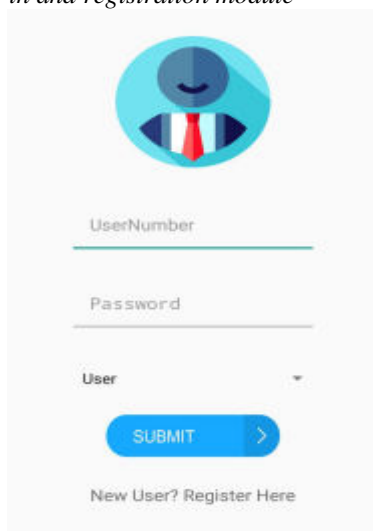 in and registration module
UserNumber
Password
User
SUBMIT
New User? Register Here